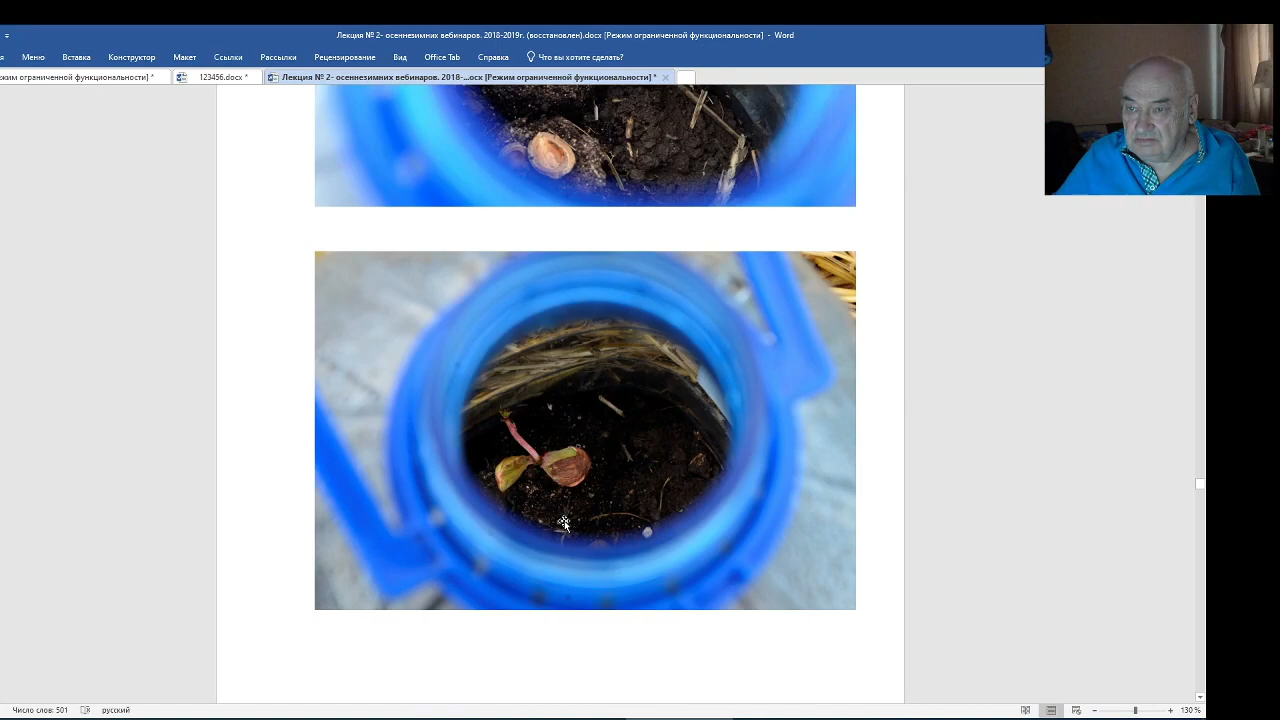 Лекция № 2- осеннезимних вебинаров. 2018-2019г. (восстановлен).docx [Режим ограниченной функциональности] - Word
я Меню Вставка Конструктор Макет Ссылки Рассылки Рецензирование Вид Office Tab Справка Что вы хотите сделать?
ежим ограниченной функциональности] * 123456.docx * Лекция № 2- осеннезимних вебинаров. 2018-...ocx [Режим ограниченной функциональности] *
Число слов: 501 русский 130 %